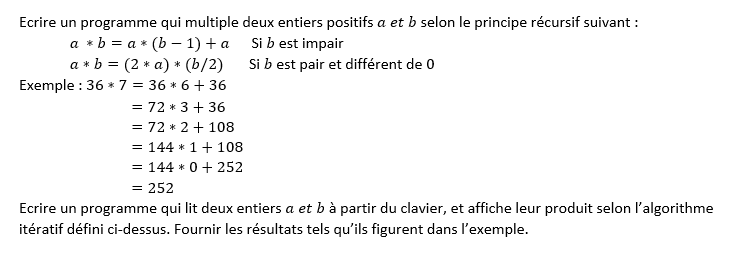 Ecrire un programme qui multiple deux entiers positifs a et b selon le principe récursif suivant :
a * b = a * (b − 1) + a Si b est impair
a * b = (2 * a) * (b/2) Si b est pair et différent de 0
Exemple : 36 * 7 = 36 * 6 + 36
= 72 * 3 + 36
= 72 * 2 + 108
= 144 * 1 + 108
= 144 * 0 + 252
= 252
Ecrire un programme qui lit deux entiers a et b à partir du clavier, et affiche leur produit selon l’algorithme
itératif défini ci-dessus. Fournir les résultats tels qu’ils figurent dans l’exemple.